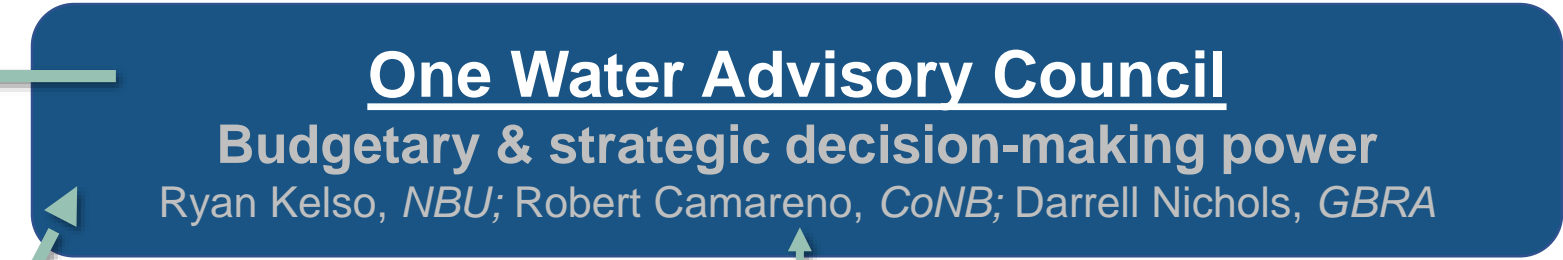 One Water Advisory Council
Budgetary & strategic decision-making power
Ryan Kelso, NBU; Robert Camareno, CoNB; Darrell Nichols, GBRA